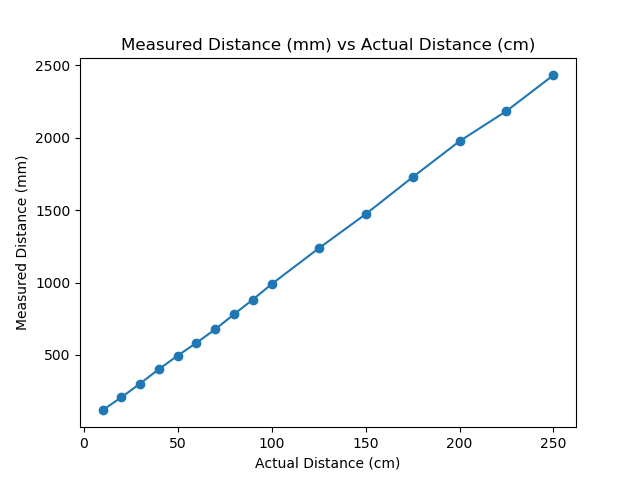 Measured Distance (mm) vs Actual Distance (cm)
2500
2000
1500
1000
500
Measured Distance (mm)
0 50 100 150 200 250
Actual Distance (cm)